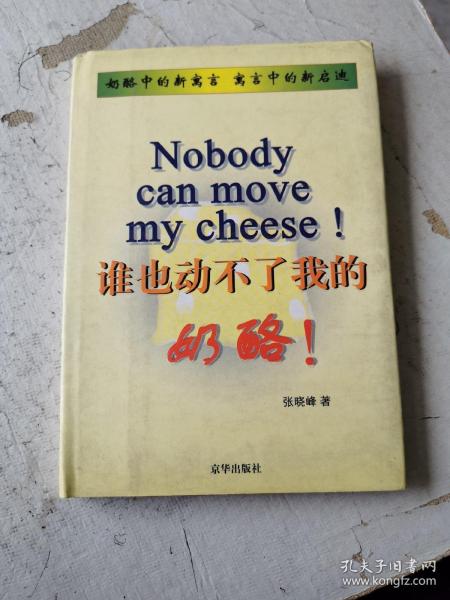 奶酪中的新寓言 寓言中的新启迪
Nobody
can move
my cheese !
谁也动不了我的
奶酪！
张晓峰 著
京华出版社
孔夫子旧书网
www.kongfz.com